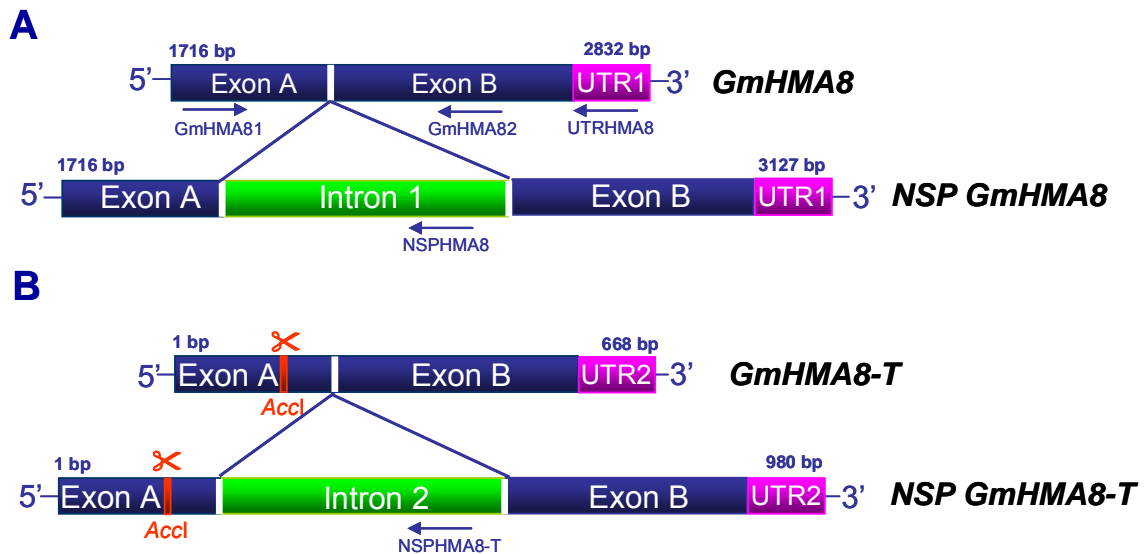 A
1716 bp 2832 bp
5’ Exon A Exon B UTR1 3’ GmHMA8
GmHMA81 GmHMA82 UTRHMA8
1716 bp 3127 bp
5’ Exon A Intron 1 Exon B UTR1 3’ NSP GmHMA8
NSPHMA8
B
1 bp 668 bp
5’ Exon A Exon B UTR2 3’ GmHMA8-T
AccI
1 bp 980 bp
5’ Exon A Intron 2 Exon B UTR2 3’ NSP GmHMA8-T
AccI
NSPHMA8-T